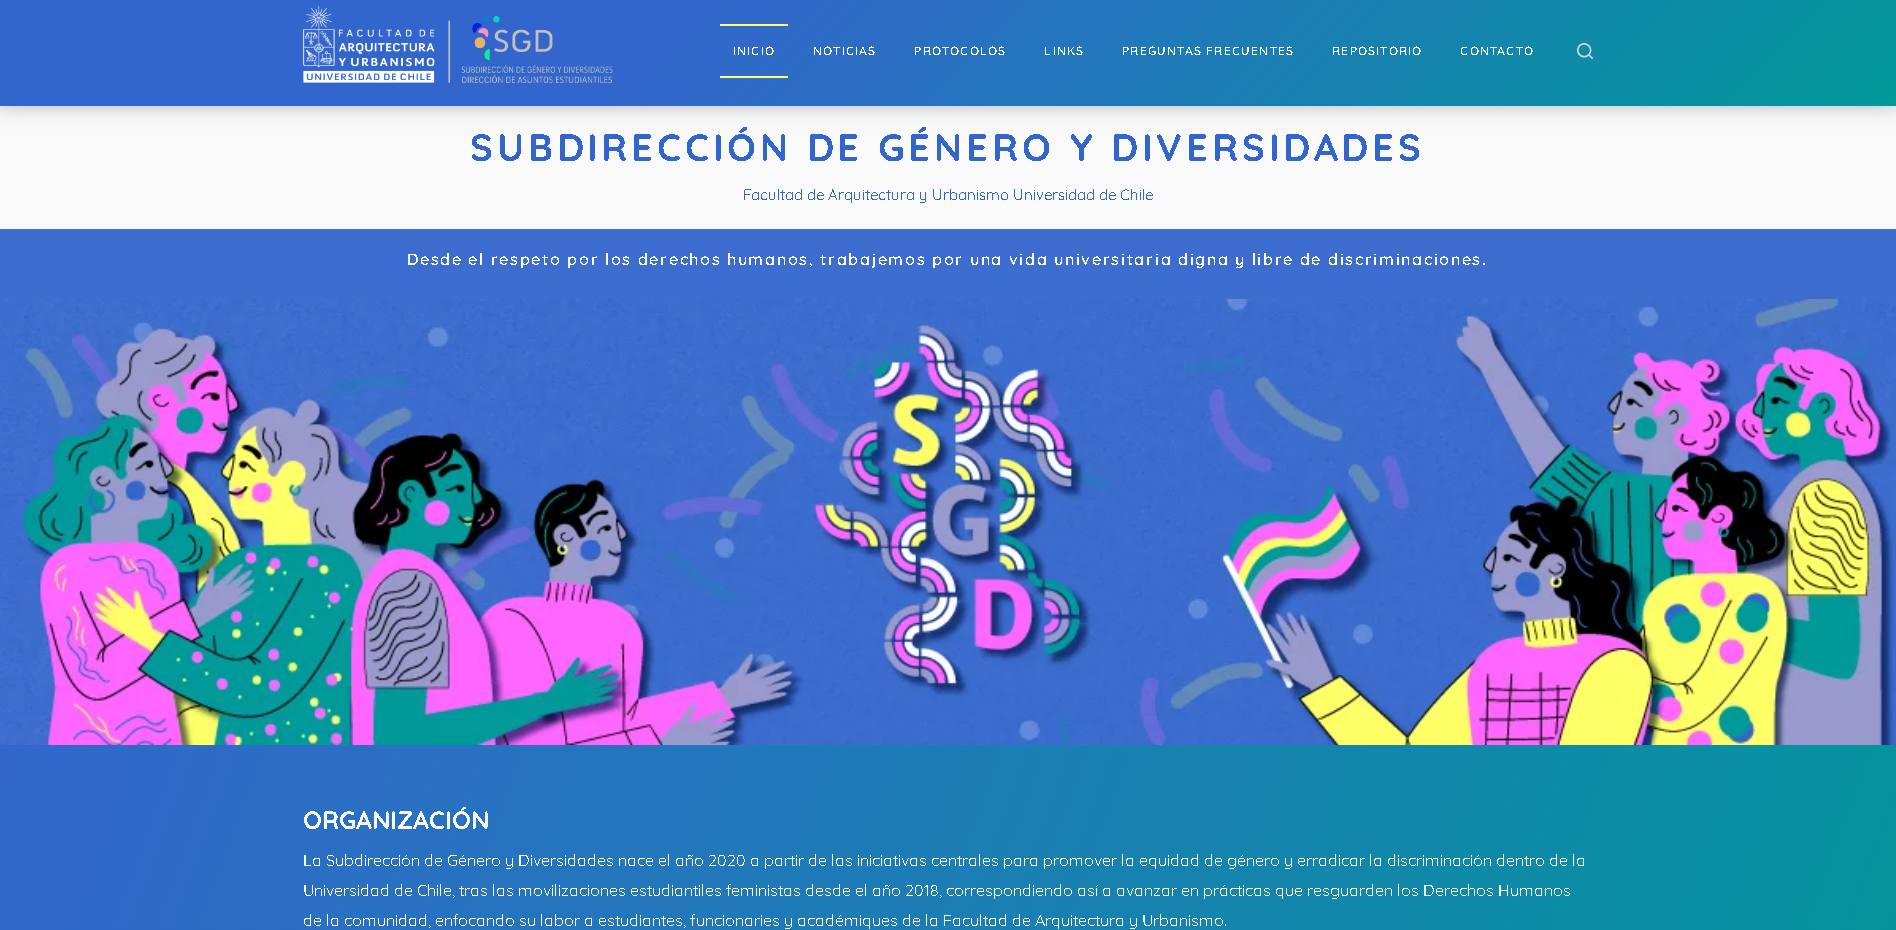 FACULTAD DE
ARQUITECTURA
Y URBANISMO
UNIVERSIDAD DE CHILE
SGD
SUBDIRECCIÓN DE GÉNERO Y DIVERSIDADES
DIRECCIÓN DE ASUNTOS ESTUDIANTILES
INICIO NOTICIAS PROTOCOLOS LINKS PREGUNTAS FRECUENTES REPOSITORIO CONTACTO
SUBDIRECCIÓN DE GÉNERO Y DIVERSIDADES
Facultad de Arquitectura y Urbanismo Universidad de Chile
Desde el respeto por los derechos humanos, trabajemos por una vida universitaria digna y libre de discriminaciones.
S
G
D
ORGANIZACIÓN
La Subdirección de Género y Diversidades nace el año 2020 a partir de las iniciativas centrales para promover la equidad de género y erradicar la discriminación dentro de la
Universidad de Chile, tras las movilizaciones estudiantiles feministas desde el año 2018, correspondiendo así a avanzar en prácticas que resguarden los Derechos Humanos
de la comunidad, enfocando su labor a estudiantes, funcionaries y académiques de la Facultad de Arquitectura y Urbanismo.